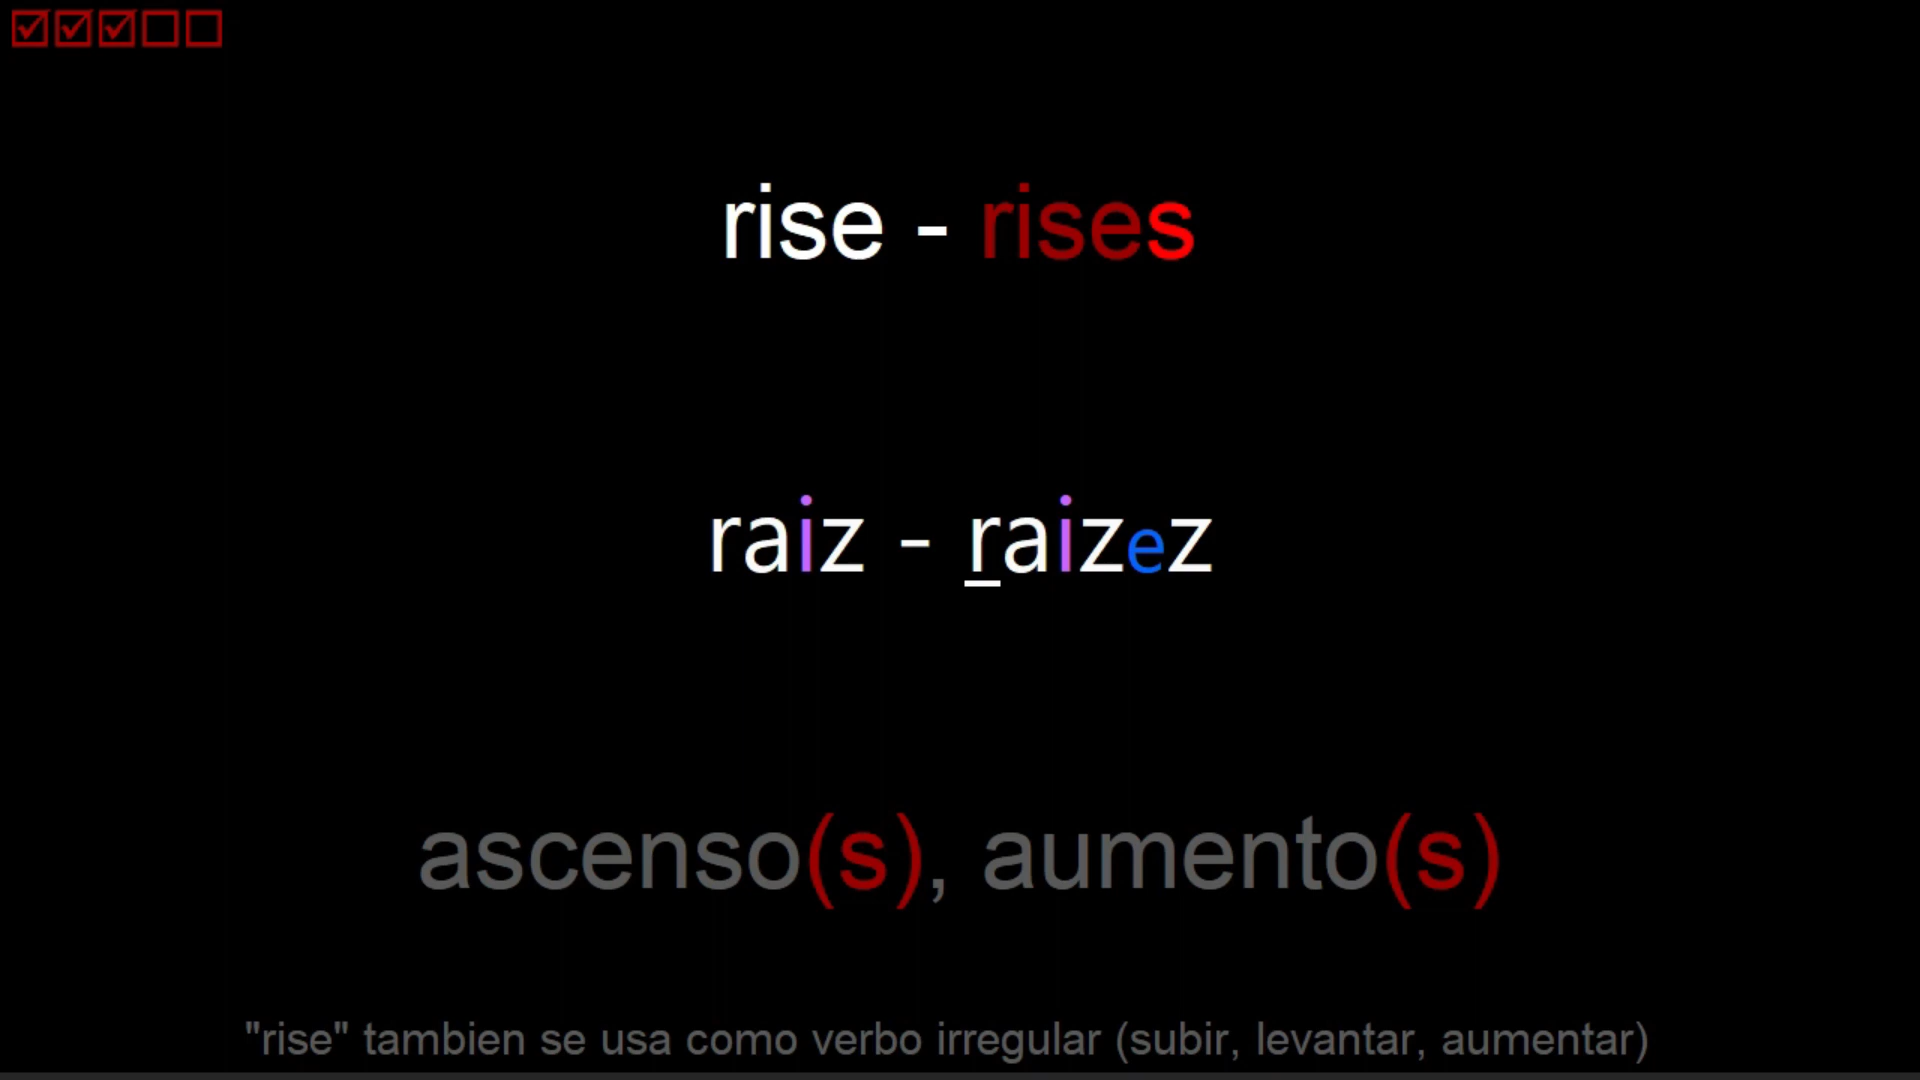 rise - rises
raiz - raizez
ascenso(s), aumento(s)
"rise" tambien se usa como verbo irregular (subir, levantar, aumentar)